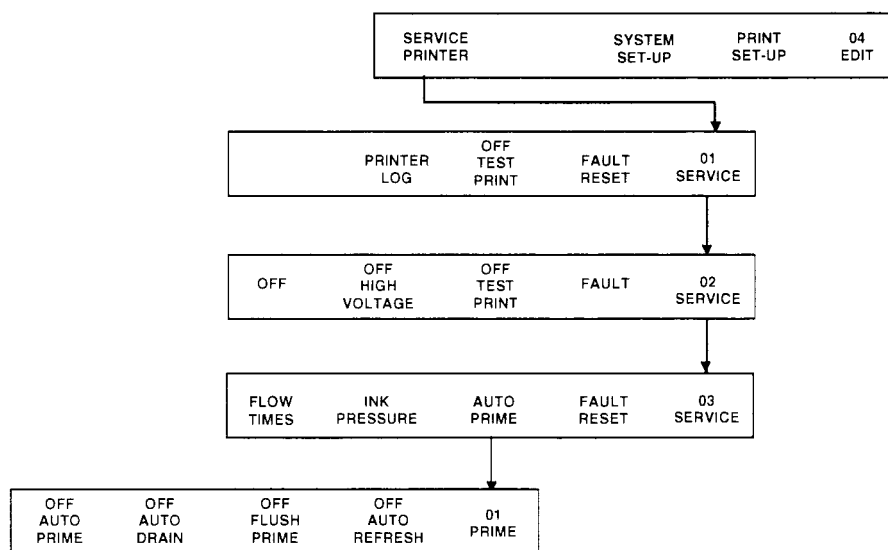 SERVICE PRINTER SYSTEM SET-UP PRINT SET-UP 04 EDIT
PRINTER LOG OFF TEST PRINT FAULT RESET 01 SERVICE
OFF OFF HIGH VOLTAGE OFF TEST PRINT FAULT 02 SERVICE
FLOW TIMES INK PRESSURE AUTO PRIME FAULT RESET 03 SERVICE
OFF AUTO PRIME OFF AUTO DRAIN OFF FLUSH PRIME OFF AUTO REFRESH 01 PRIME